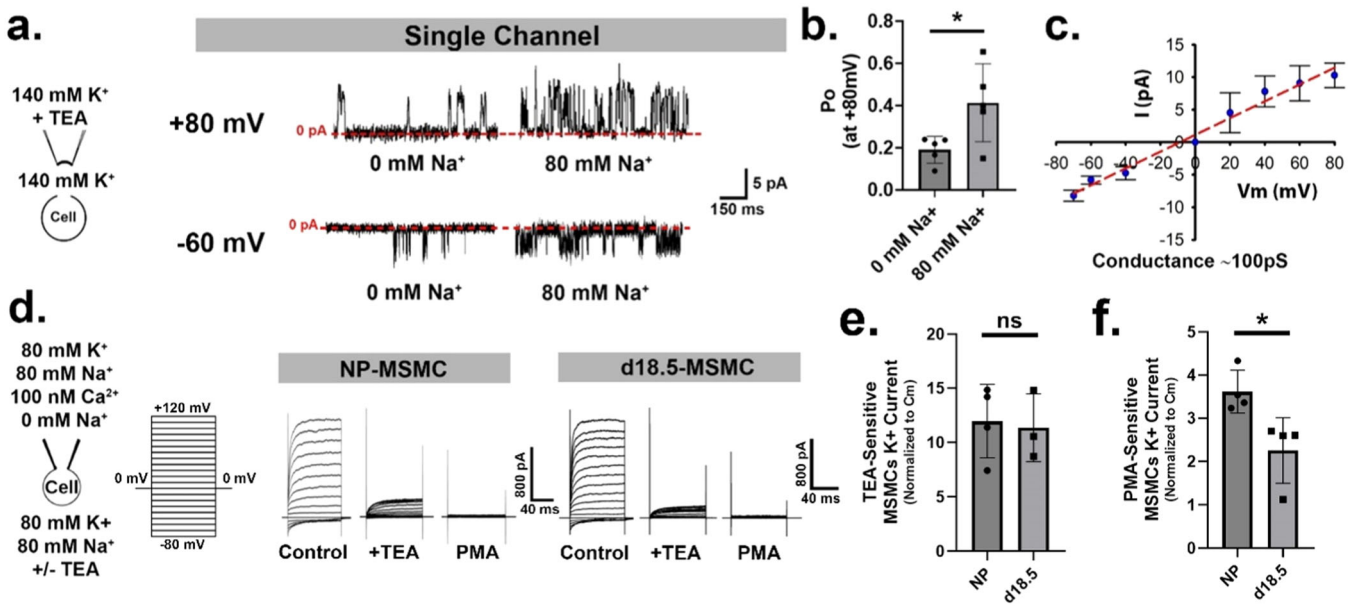 a.
Single Channel
140 mM K⁺
+ TEA
140 mM K⁺
Cell
+80 mV
0 pA
0 mM Na⁺
80 mM Na⁺
5 pA
150 ms
-60 mV
0 pA
0 mM Na⁺
80 mM Na⁺
b.
Po
(at +80mV)
0.8
0.6
0.4
0.2
0.0
*
0 mM Na+
80 mM Na+
c.
I (pA)
15
10
5
0
-5
-10
-15
-80 -60 -40 -20 0 20 40 60 80
Vm (mV)
Conductance ~100pS
d.
80 mM K⁺
80 mM Na⁺
100 nM Ca²⁺
0 mM Na⁺
Cell
80 mM K+
80 mM Na⁺
+/- TEA
+120 mV
0 mV
0 mV
-80 mV
NP-MSMC
Control
+TEA
PMA
800 pA
40 ms
d18.5-MSMC
Control
+TEA
PMA
800 pA
40 ms
e.
TEA-Sensitive
MSMCs K+ Current
(Normalized to Cm)
20
15
10
5
0
ns
NP
d18.5
f.
PMA-Sensitive
MSMCs K+ Current
(Normalized to Cm)
5
4
3
2
1
0
*
NP
d18.5